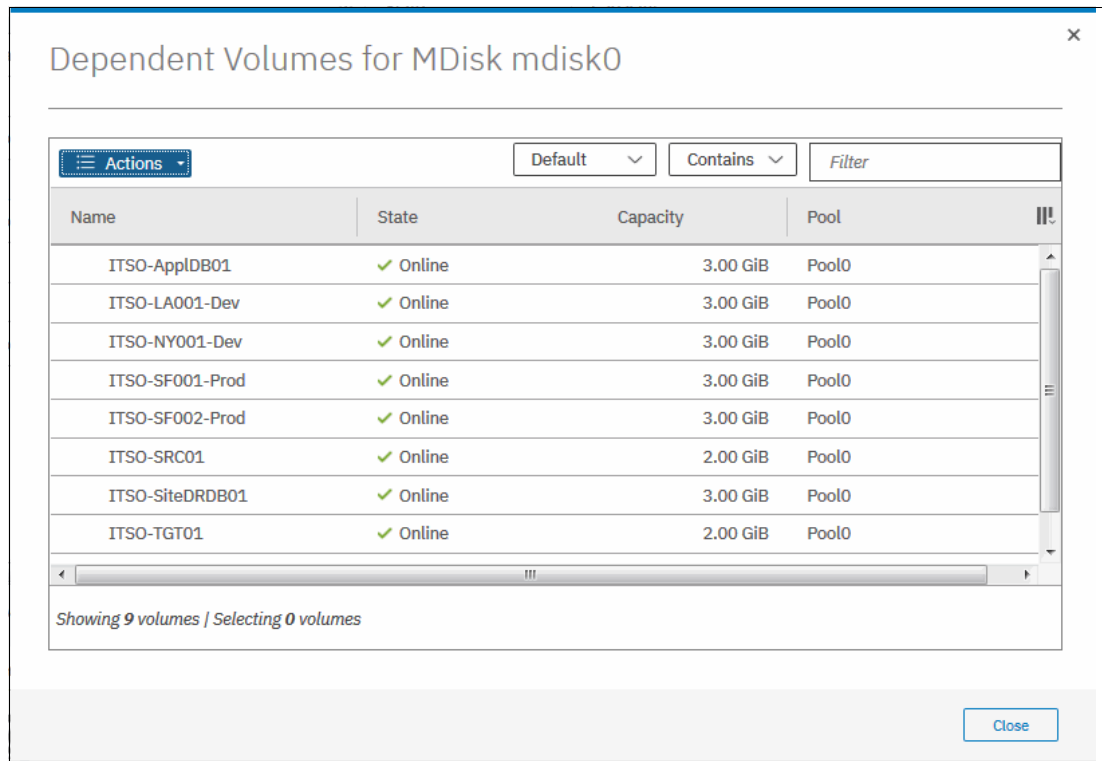 Dependent Volumes for MDisk mdisk0
Actions Default Contains Filter
Name State Capacity Pool
ITSO-ApplDB01 Online 3.00 GiB Pool0
ITSO-LA001-Dev Online 3.00 GiB Pool0
ITSO-NY001-Dev Online 3.00 GiB Pool0
ITSO-SF001-Prod Online 3.00 GiB Pool0
ITSO-SF002-Prod Online 3.00 GiB Pool0
ITSO-SRC01 Online 2.00 GiB Pool0
ITSO-SiteDRDB01 Online 3.00 GiB Pool0
ITSO-TGT01 Online 2.00 GiB Pool0
Showing 9 volumes | Selecting 0 volumes
Close